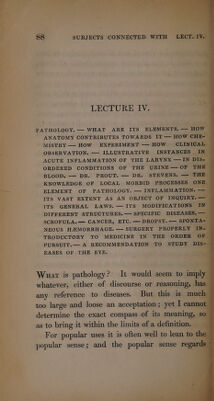 88 SUBJECTS CONNECTED WITH LECT. IV.
LECTURE IV.
PATHOLOGY. — WHAT ARE ITS ELEMENTS. — HOW
ANATOMY CONTRIBUTES TOWARDS IT — HOW CHE-
MISTRY — HOW EXPERIMENT — HOW CLINICAL
OBSERVATION. — ILLUSTRATIVE INSTANCES IN
ACUTE INFLAMMATION OF THE LARYNX — IN DIS-
ORDERED CONDITIONS OF THE URINE — OF THE
BLOOD. — DR. PROUT. — DR. STEVENS. — THE
KNOWLEDGE OF LOCAL MORBID PROCESSES ONE
ELEMENT OF PATHOLOGY. — INFLAMMATION. —
ITS VAST EXTENT AS AN OBJECT OF INQUIRY. —
ITS GENERAL LAWS. — ITS MODIFICATIONS IN
DIFFERENT STRUCTURES. — SPECIFIC DISEASES. —
SCROFULA. — CANCER, ETC. — DROPSY. — SPONTA-
NEOUS HÆMORRHAGE. — SURGERY PROPERLY IN-
TRODUCTORY TO MEDICINE IN THE ORDER OF
PURSUIT. — A RECOMMENDATION TO STUDY DIS-
EASES OF THE EYE.
WHAT is pathology? It would seem to imply
whatever, either of discourse or reasoning, has
any reference to diseases. But this is much
too large and loose an acceptation; yet I cannot
determine the exact compass of its meaning, so
as to bring it within the limits of a definition.
For popular uses it is often well to lean to the
popular sense; and the popular sense regards